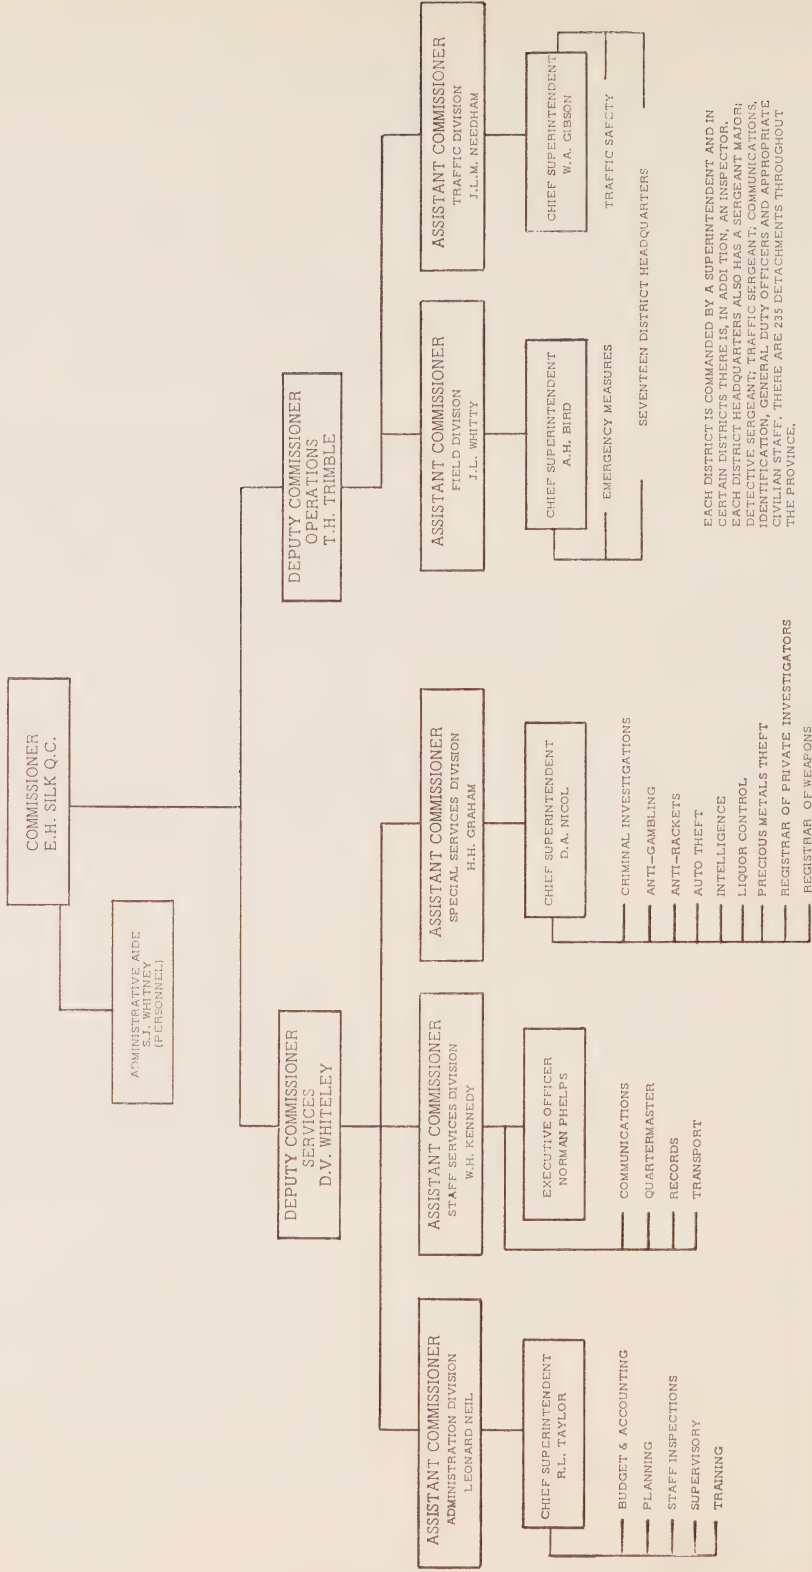 COMMISSIONER
E.H. SILK Q.C.
ADMINISTRATIVE AIDE
S.J. WHITNEY
(PERSONNEL)
DEPUTY COMMISSIONER
SERVICES
D.V. WHITELEY
DEPUTY COMMISSIONER
OPERATIONS
T.H. TRIMBLE
ASSISTANT COMMISSIONER
ADMINISTRATION DIVISION
LEONARD NEIL
ASSISTANT COMMISSIONER
STAFF SERVICES DIVISION
W.H. KENNEDY
ASSISTANT COMMISSIONER
SPECIAL SERVICES DIVISION
H.H. GRAHAM
ASSISTANT COMMISSIONER
FIELD DIVISION
J.L. WHITTY
ASSISTANT COMMISSIONER
TRAFFIC DIVISION
J.L.M. NEEDHAM
CHIEF SUPERINTENDENT
R.L. TAYLOR
EXECUTIVE OFFICER
NORMAN PHELPS
CHIEF SUPERINTENDENT
D.A. NICOL
CHIEF SUPERINTENDENT
A.H. BIRD
CHIEF SUPERINTENDENT
W.A. GIBSON
BUDGET & ACCOUNTING
PLANNING
STAFF INSPECTIONS
SUPERVISORY
TRAINING
COMMUNICATIONS
QUARTERMASTER
RECORDS
TRANSPORT
CRIMINAL INVESTIGATIONS
ANTI-GAMBLING
ANTI-RACKETS
AUTO THEFT
INTELLIGENCE
LIQUOR CONTROL
PRECIOUS METALS THEFT
REGISTRAR OF PRIVATE INVESTIGATORS
REGISTRAR OF WEAPONS
EMERGENCY MEASURES
TRAFFIC SAFETY
SEVENTEEN DISTRICT HEADQUARTERS
EACH DISTRICT IS COMMANDED BY A SUPERINTENDENT AND IN
CERTAIN DISTRICTS THERE IS, IN ADDITION, AN INSPECTOR.
EACH DISTRICT HEADQUARTERS ALSO HAS A SERGEANT MAJOR;
DETECTIVE SERGEANT; TRAFFIC SERGEANT; COMMUNICATIONS,
IDENTIFICATION, GENERAL DUTY OFFICERS AND APPROPRIATE
CIVILIAN STAFF. THERE ARE 235 DETACHMENTS THROUGHOUT
THE PROVINCE.